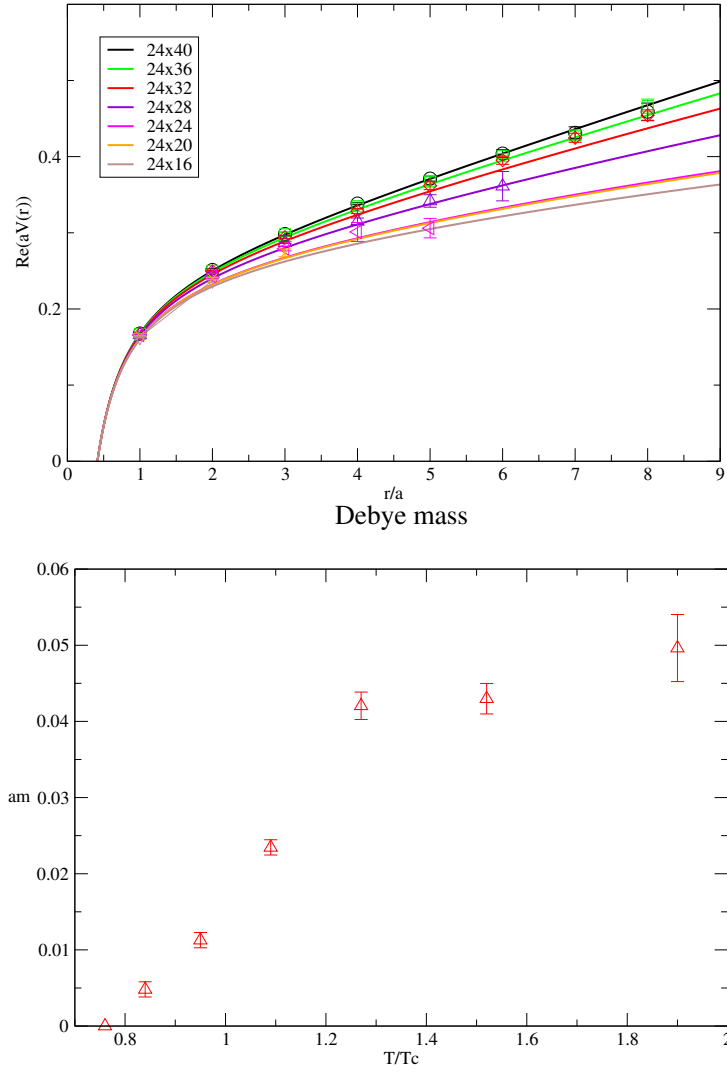 24x40
24x36
24x32
24x28
24x24
24x20
24x16
Re(aV(r))
0.4
0.2
0
0 1 2 3 4 5 6 7 8 9
r/a
Debye mass
0.06
0.05
0.04
0.03
am
0.02
0.01
0
0.8 1 1.2 1.4 1.6 1.8 2
T/Tc